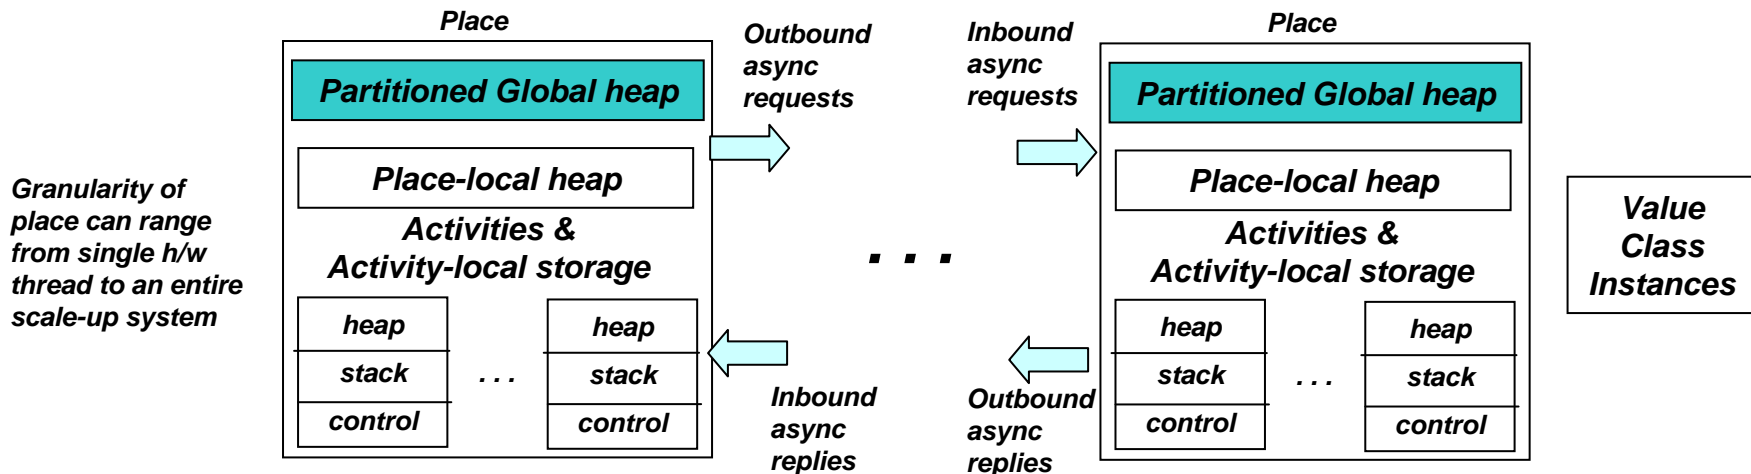 Granularity of
place can range
from single h/w
thread to an entire
scale-up system
Place
Partitioned Global heap
Place-local heap
Activities &
Activity-local storage
heap
stack
control
. . .
heap
stack
control
Outbound
async
requests
Inbound
async
replies
. . .
Inbound
async
requests
Outbound
async
replies
Place
Partitioned Global heap
Place-local heap
Activities &
Activity-local storage
heap
stack
control
. . .
heap
stack
control
Value
Class
Instances